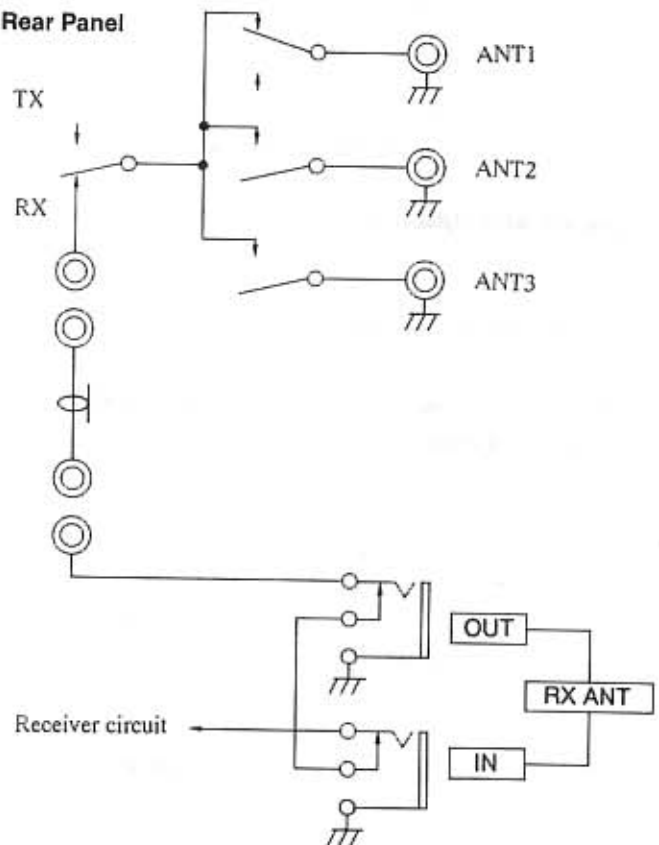 Rear Panel
ANT1
TX
ANT2
RX
ANT3
OUT
RX ANT
Receiver circuit
IN